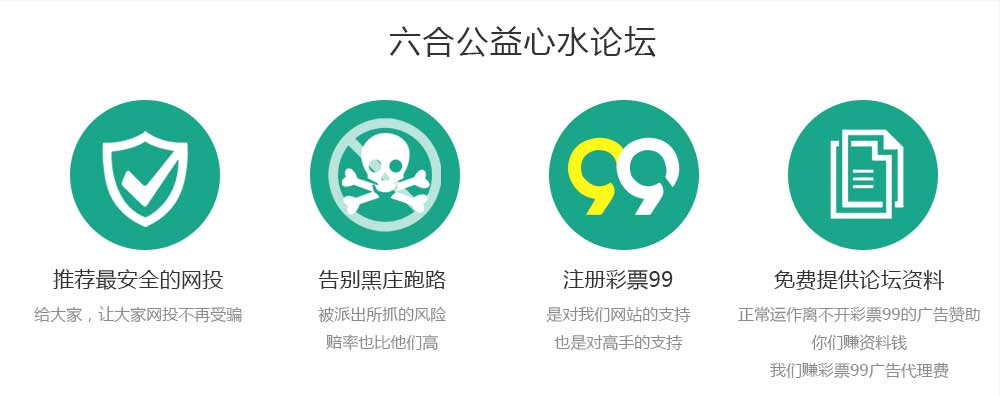 六合公益心水论坛
99
推荐最安全的网投
给大家，让大家网投不再受骗
告别黑庄跑路
被派出所抓的风险
赔率也比他们高
注册彩票99
是对我们网站的支持
也是对高手的支持
免费提供论坛资料
正常运作离不开彩票99的广告赞助
你们赚资料钱
我们赚彩票99广告代理费